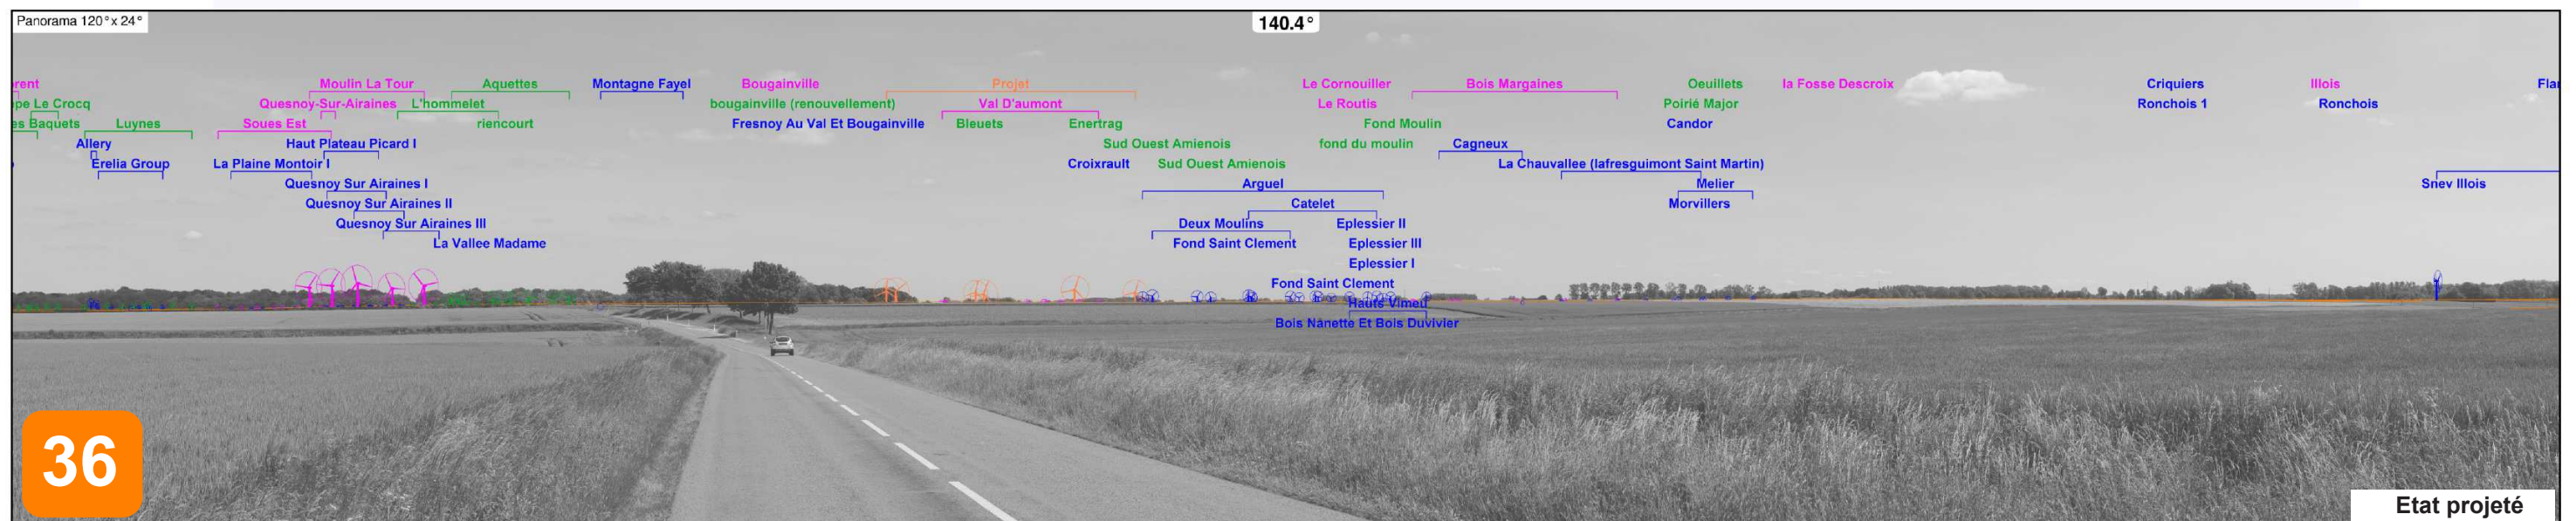 Panorama 120°x 24°
140.4°
rent Moulin La Tour Aquettes Montagne Fayel Bougainville Projet Le Cornouiller Bois Margaines Oeuillets la Fosse Descroix Criquiers Illois Flan
pe Le Crocq Quesnoy-Sur-Airaines L'hommelet bougainville (renouvellement) Val D'aumont Le Routis Poirié Major Ronchois 1 Ronchois
es Baquets Luynes Soues Est riencourt Fresnoy Au Val Et Bougainville Bleuets Enertrag Fond Moulin Candor
Allery Haut Plateau Picard I Sud Ouest Amienois fond du moulin Cagneux
Erelia Group La Plaine Montoir I Croixrault Sud Ouest Amienois La Chauvallee (lafresguimont Saint Martin)
Quesnoy Sur Airaines I Arguel Melier Snev Illois
Quesnoy Sur Airaines II Catelet Morvillers
Quesnoy Sur Airaines III Deux Moulins Eplessier II
La Vallee Madame Fond Saint Clement Eplessier III
Eplessier I
Fond Saint Clement
Hauts Vimeu
Bois Nanette Et Bois Duvivier
36
Etat projeté